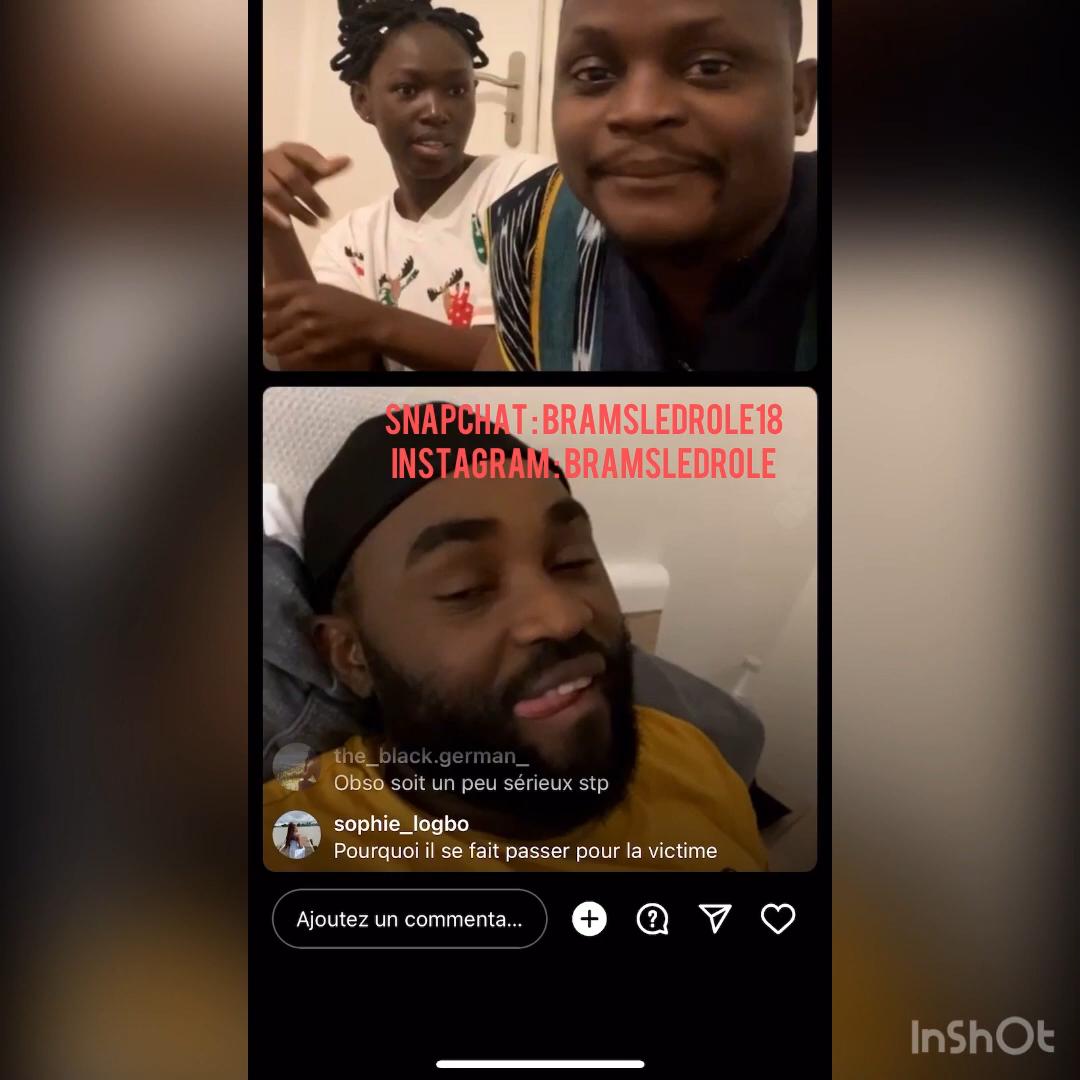 SNAPCHAT : BRAMSLEDROLE18
INSTAGRAM : BRAMSLEDROLE
the_black.german_
Obso soit un peu sérieux stp
sophie_logbo
Pourquoi il se fait passer pour la victime
Ajoutez un commenta...
InShOt